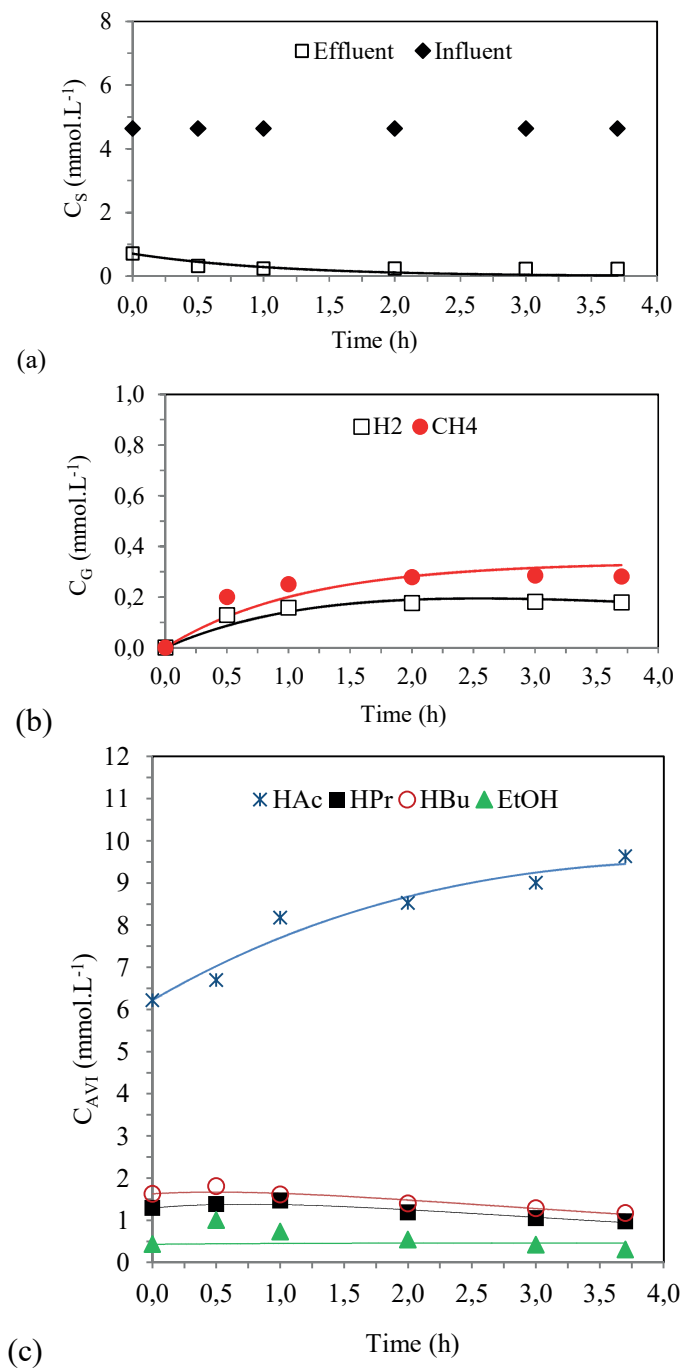 Effluent Influent
8
6
4
2
0
C_S (mmol.L⁻¹)
0,0 0,5 1,0 1,5 2,0 2,5 3,0 3,5 4,0
Time (h)
(a)
H2 CH4
1,0
0,8
0,6
0,4
0,2
0,0
C_G (mmol.L⁻¹)
0,0 0,5 1,0 1,5 2,0 2,5 3,0 3,5 4,0
Time (h)
(b)
HAc HPr HBu EtOH
12
11
10
9
8
7
6
5
4
3
2
1
0
C_AVI (mmol.L⁻¹)
0,0 0,5 1,0 1,5 2,0 2,5 3,0 3,5 4,0
Time (h)
(c)